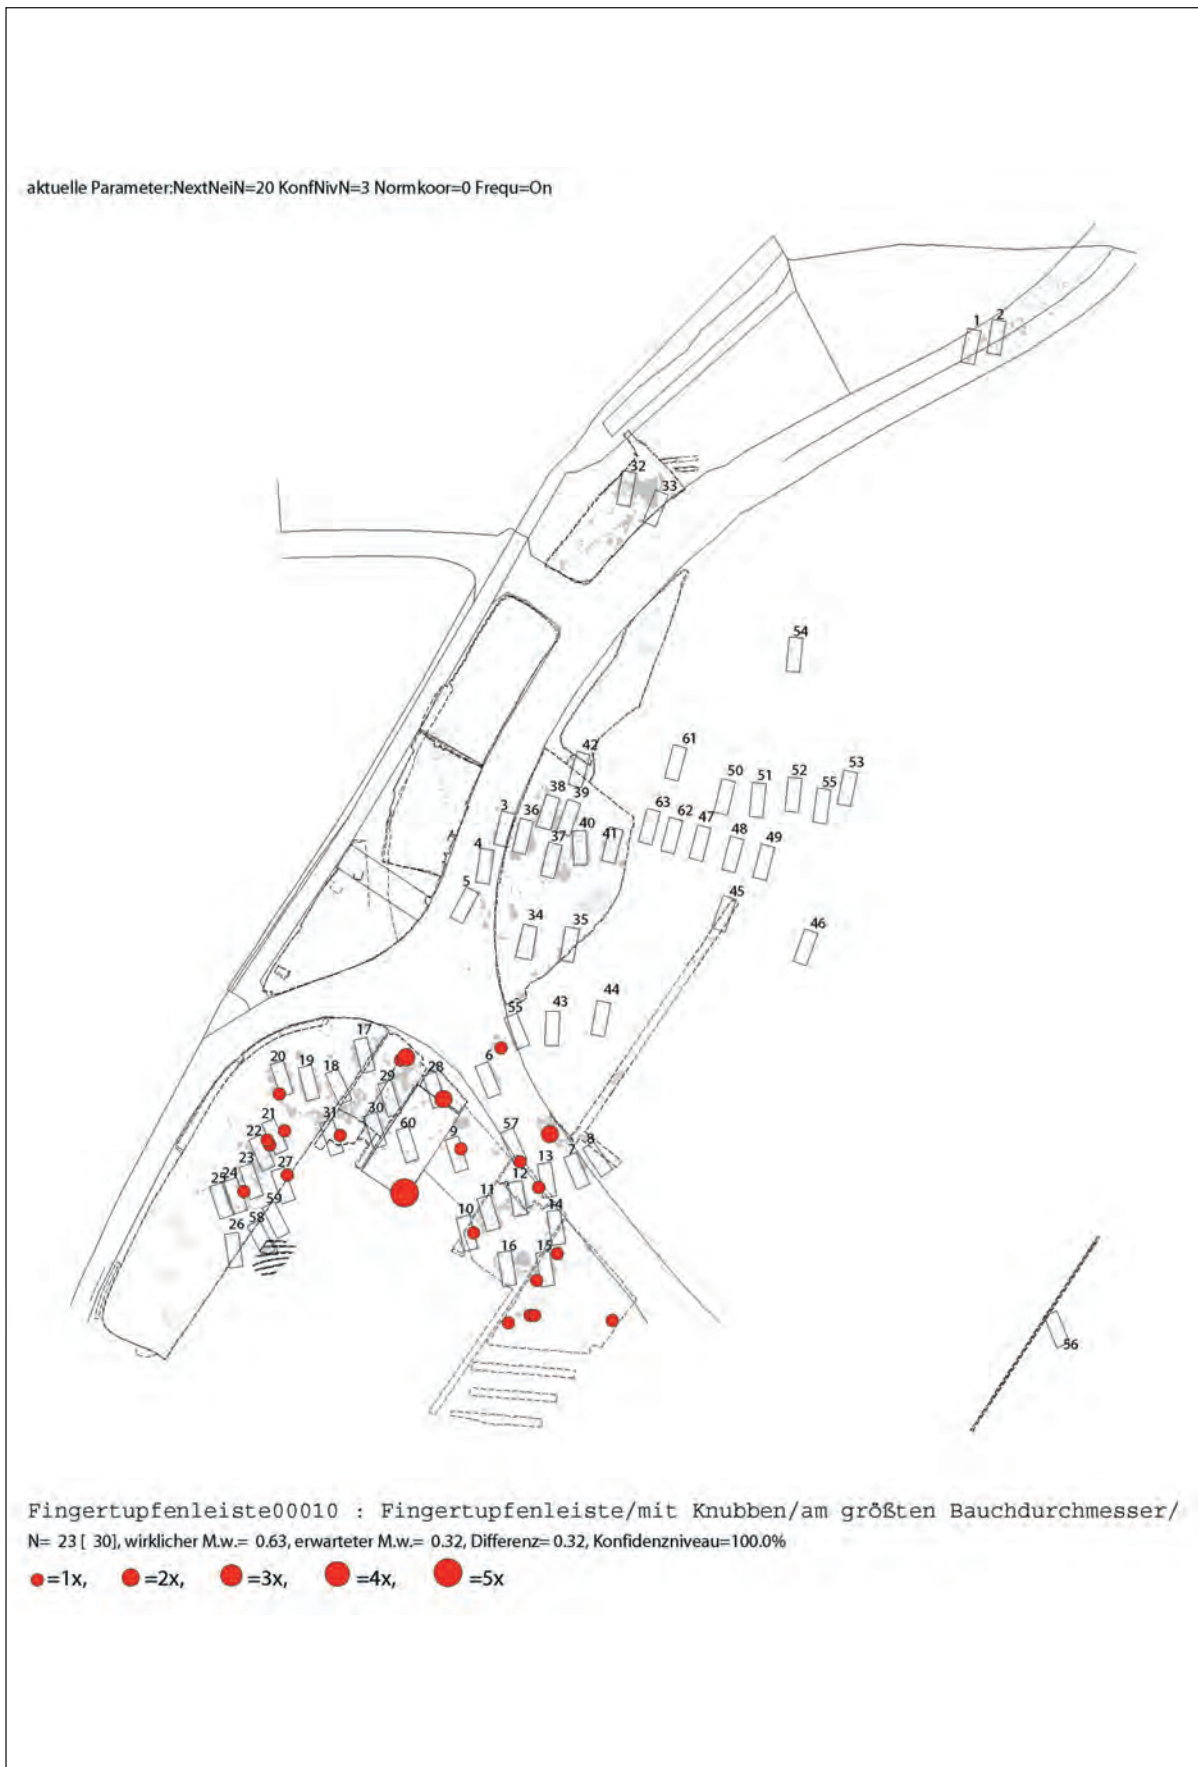 aktuelle Parameter:NextNeiN=20 KonfNivN=3 Normkoor=0 Frequ=On
1 2
32
33
54
42 61
50 51 52 55 53
38 39
3 36 63 62 47 48 49
4 37 40 41
5
45
34 35 46
55 43 44
17
20 19 18 29 28 6
21 31 30
22 60 9 57 8
23 7
25 24 27 12 13
59 11
26 58 10 14
16 15
56
Fingertupfenleiste00010 : Fingertupfenleiste/mit Knubben/am größten Bauchdurchmesser/
N= 23 [ 30], wirklicher M.w.= 0.63, erwarteter M.w.= 0.32, Differenz= 0.32, Konfidenzniveau=100.0%
=1x, =2x, =3x, =4x, =5x